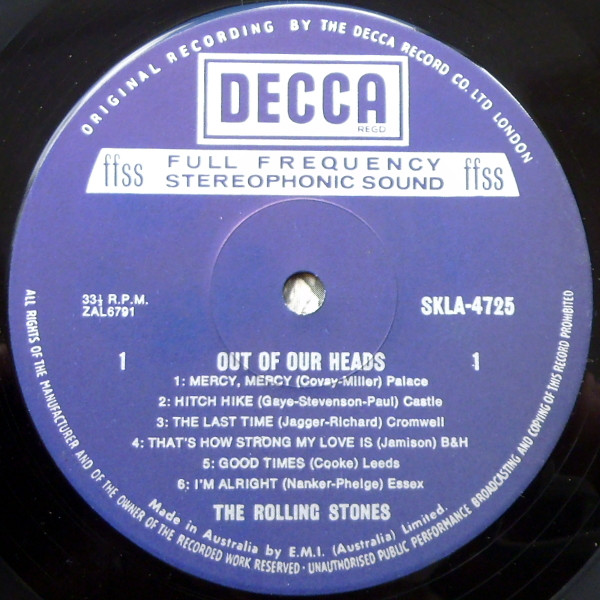 ORIGINAL RECORDING BY THE DECCA RECORD CO. LTD LONDON
DECCA
REGD
ffss FULL FREQUENCY STEREOPHONIC SOUND ffss
33⅓ R.P.M.
ZAL6791
SKLA-4725
1 OUT OF OUR HEADS 1
1: MERCY, MERCY (Covay-Miller) Palace
2: HITCH HIKE (Gaye-Stevenson-Paul) Castle
3: THE LAST TIME (Jagger-Richard) Cromwell
4: THAT'S HOW STRONG MY LOVE IS (Jamison) B&H
5: GOOD TIMES (Cooke) Leeds
6: I'M ALRIGHT (Nanker-Phelge) Essex
THE ROLLING STONES
Made in Australia by E.M.I. (Australia) Limited.
ALL RIGHTS OF THE MANUFACTURER AND OF THE OWNER OF THE RECORDED WORK RESERVED · UNAUTHORISED PUBLIC PERFORMANCE BROADCASTING AND COPYING OF THIS RECORD PROHIBITED